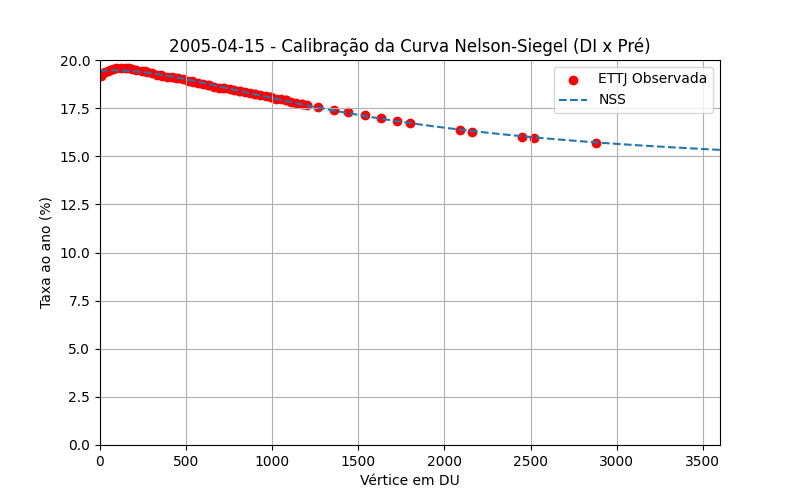 2005-04-15 - Calibração da Curva Nelson-Siegel (DI x Pré)
ETTJ Observada
NSS
Taxa ao ano (%)
20.0
17.5
15.0
12.5
10.0
7.5
5.0
2.5
0.0
0 500 1000 1500 2000 2500 3000 3500
Vértice em DU